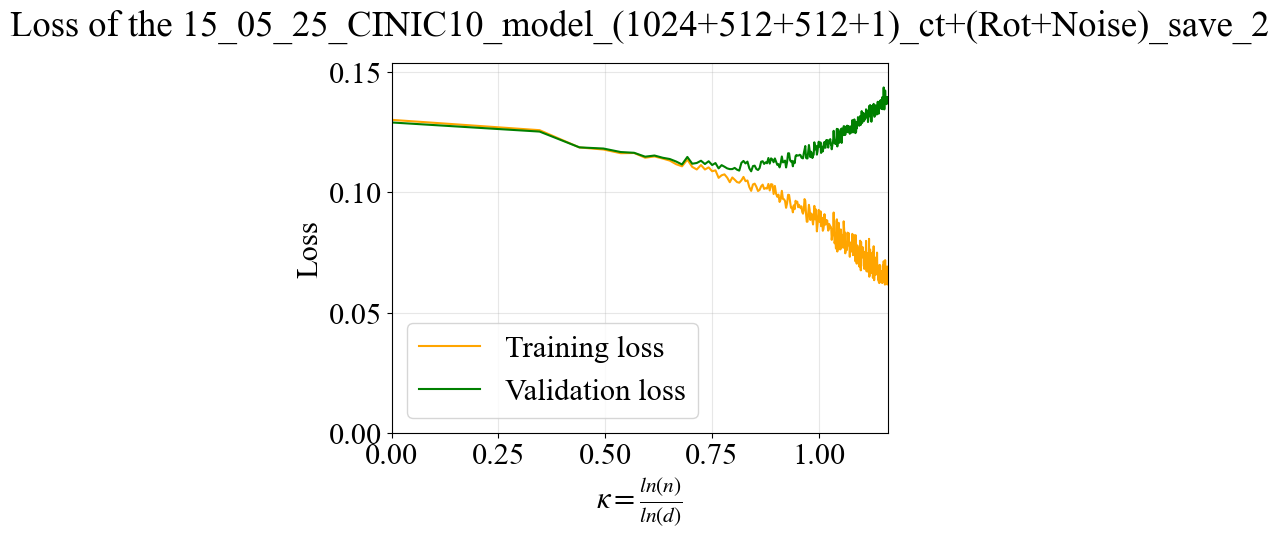 Loss of the 15_05_25_CINIC10_model_(1024+512+512+1)_ct+(Rot+Noise)_save_2
0.15
0.10
0.05
0.00
Loss
Training loss
Validation loss
0.00 0.25 0.50 0.75 1.00
κ = ln(n)/ln(d)